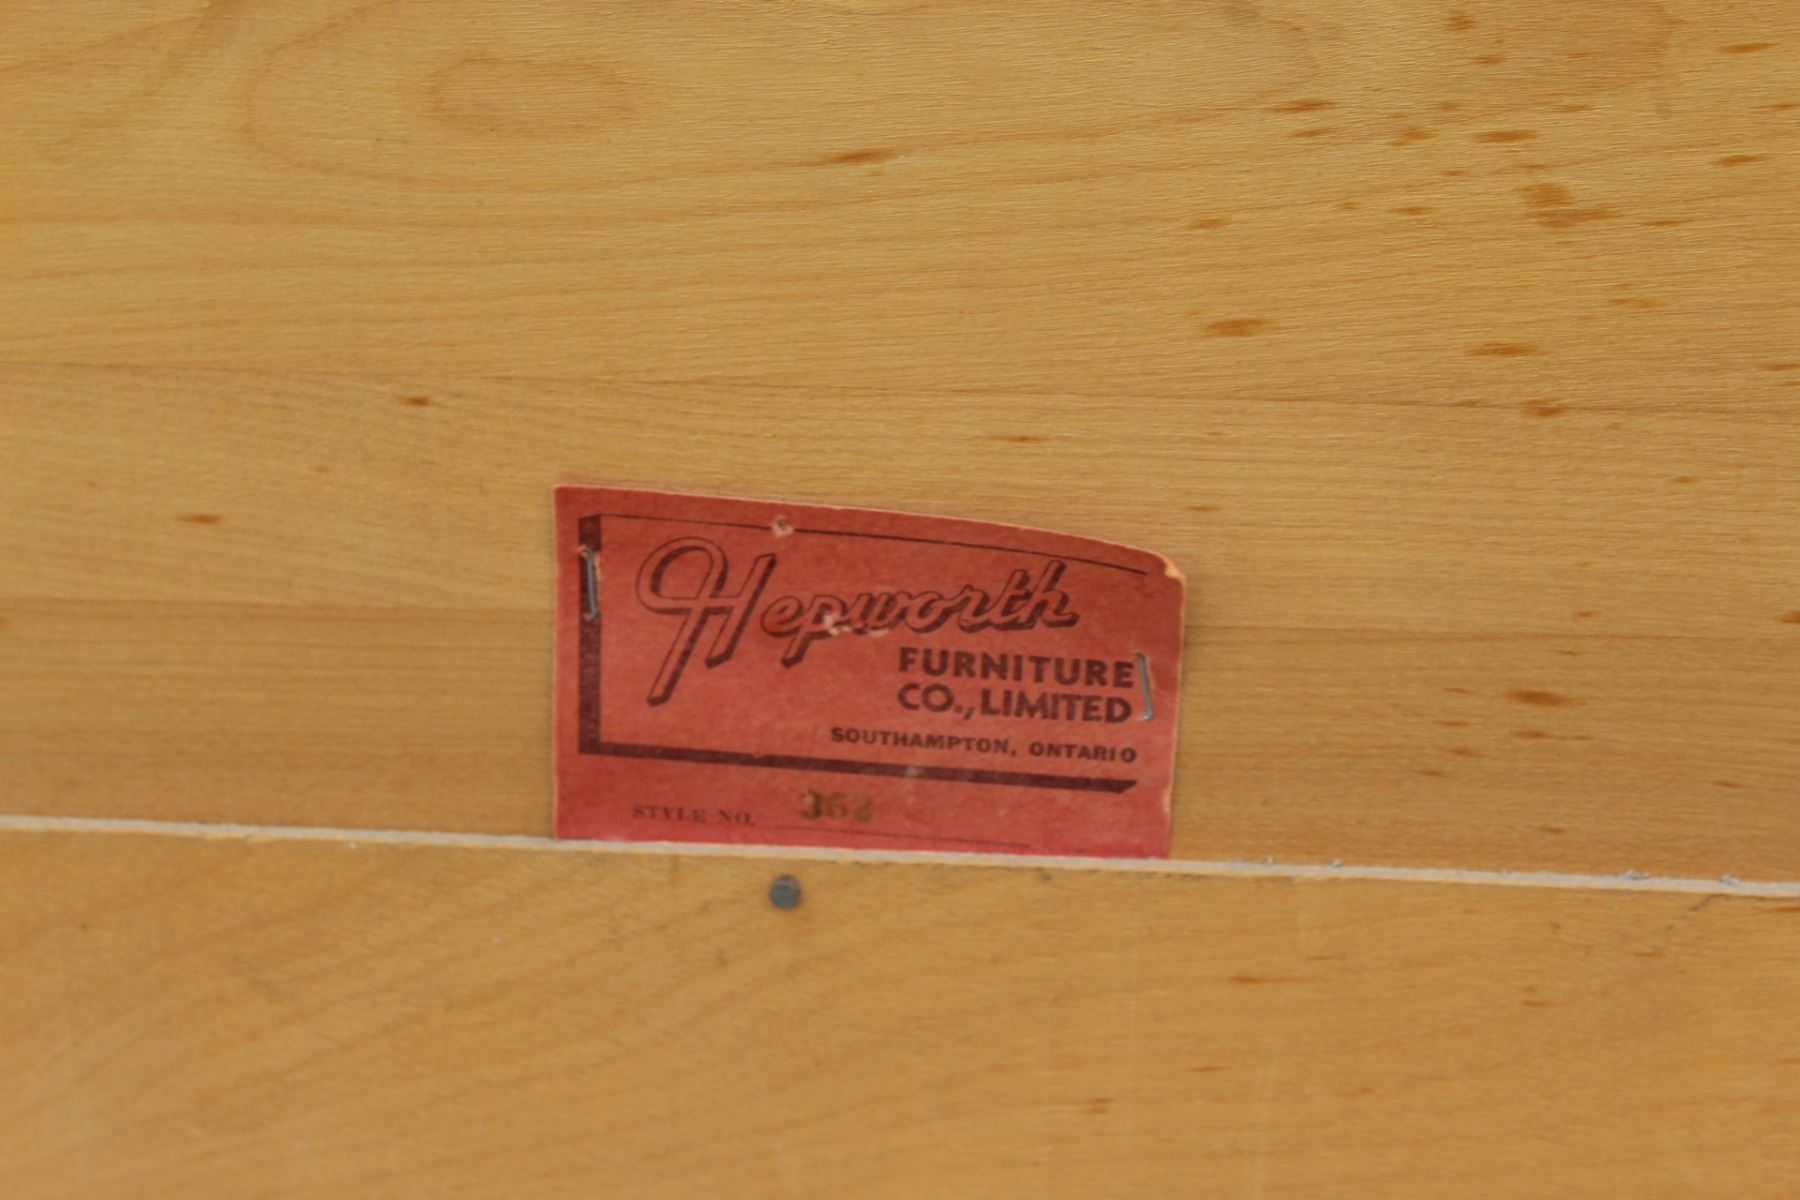 Hepworth
FURNITURE
CO., LIMITED
SOUTHAMPTON, ONTARIO
STYLE NO. 362